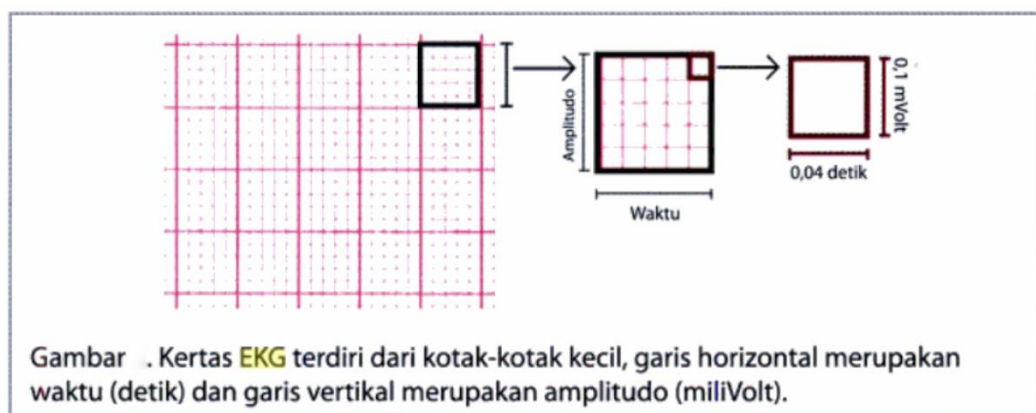 Amplitudo
Waktu
0,1 mVolt
0,04 detik
Gambar . Kertas EKG terdiri dari kotak-kotak kecil, garis horizontal merupakan
waktu (detik) dan garis vertikal merupakan amplitudo (miliVolt).